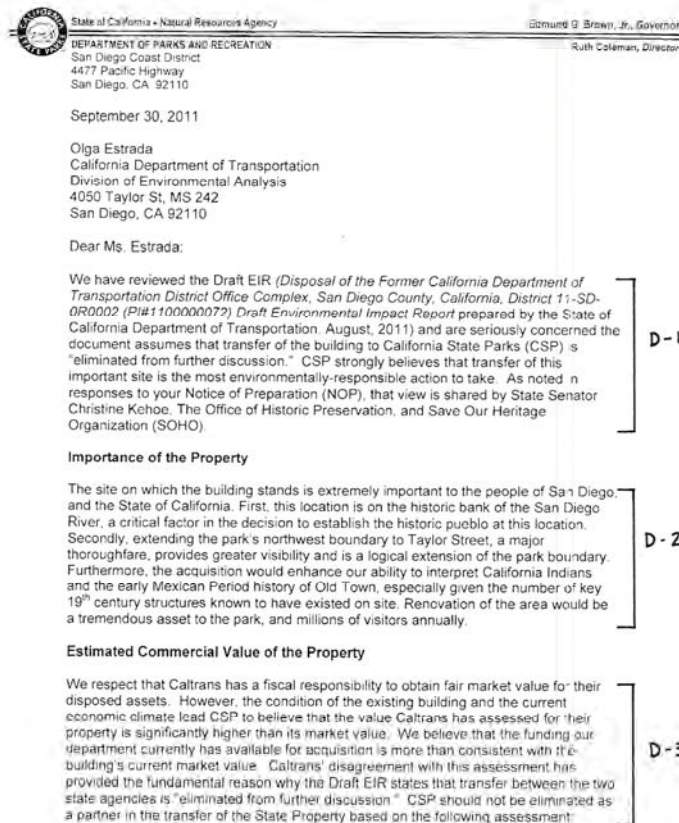 State of California • Natural Resources Agency
Edmund G. Brown, Jr., Governor
DEPARTMENT OF PARKS AND RECREATION
Ruth Coleman, Director
San Diego Coast District
4477 Pacific Highway
San Diego, CA 92110
September 30, 2011
Olga Estrada
California Department of Transportation
Division of Environmental Analysis
4050 Taylor St, MS 242
San Diego, CA 92110
Dear Ms. Estrada:
We have reviewed the Draft EIR (Disposal of the Former California Department of
Transportation District Office Complex, San Diego County, California, District 11-SD-
0R0002 (PI#1100000072) Draft Environmental Impact Report prepared by the State of
California Department of Transportation. August, 2011) and are seriously concerned the
document assumes that transfer of the building to California State Parks (CSP) is
"eliminated from further discussion." CSP strongly believes that transfer of this
important site is the most environmentally-responsible action to take. As noted n
responses to your Notice of Preparation (NOP), that view is shared by State Senator
Christine Kehoe, The Office of Historic Preservation, and Save Our Heritage
Organization (SOHO).
D-1
Importance of the Property
The site on which the building stands is extremely important to the people of San Diego,
and the State of California. First, this location is on the historic bank of the San Diego
River, a critical factor in the decision to establish the historic pueblo at this location.
Secondly, extending the park's northwest boundary to Taylor Street, a major
thoroughfare, provides greater visibility and is a logical extension of the park boundary.
Furthermore, the acquisition would enhance our ability to interpret California Indians
and the early Mexican Period history of Old Town, especially given the number of key
19th century structures known to have existed on site. Renovation of the area would be
a tremendous asset to the park, and millions of visitors annually.
D-2
Estimated Commercial Value of the Property
We respect that Caltrans has a fiscal responsibility to obtain fair market value for their
disposed assets. However, the condition of the existing building and the current
economic climate lead CSP to believe that the value Caltrans has assessed for their
property is significantly higher than its market value. We believe that the funding our
department currently has available for acquisition is more than consistent with the
building's current market value. Caltrans' disagreement with this assessment has
provided the fundamental reason why the Draft EIR states that transfer between the two
state agencies is "eliminated from further discussion." CSP should not be eliminated as
a partner in the transfer of the State Property based on the following assessment:
D-3